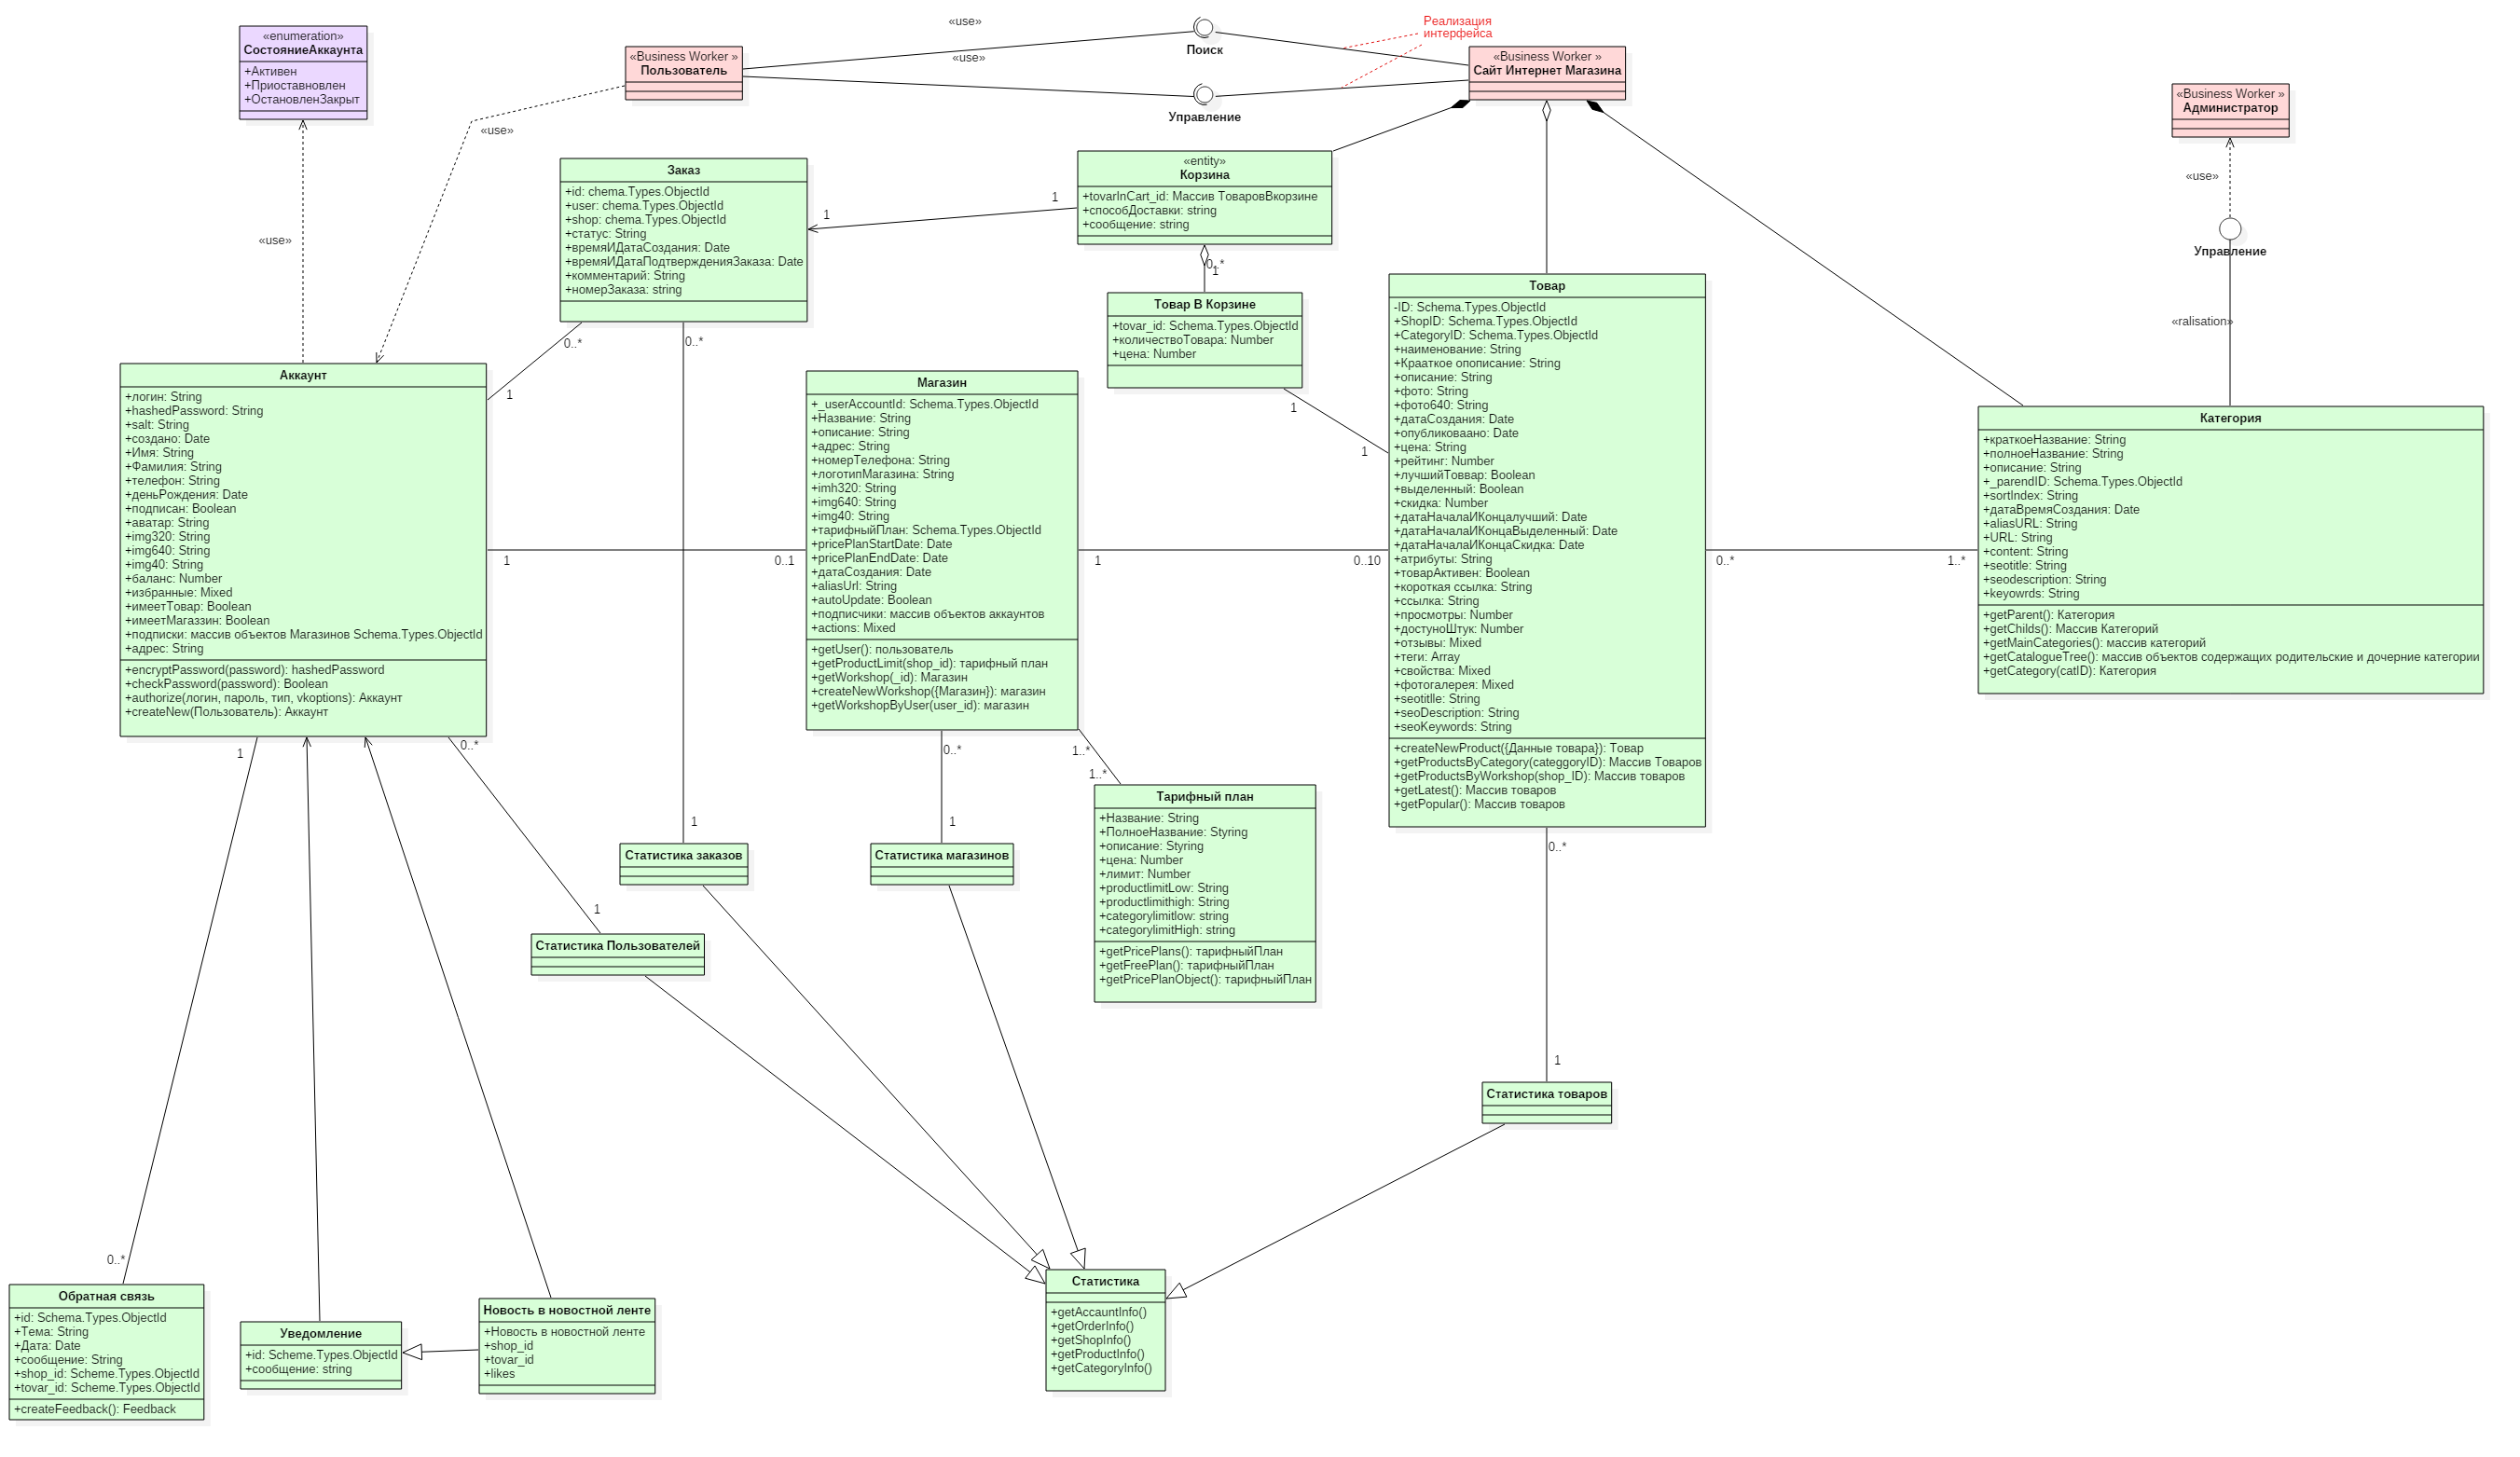 «enumeration»
СостояниеАккаунта
+Активен
+Приоставновлен
+ОстановленЗакрыт
«use»
«Business Worker »
Пользователь
«use»
«use»
«use»
Поиск
Управление
Реализация
интерфейса
«Business Worker »
Сайт Интернет Магазина
«Business Worker »
Администратор
«use»
Управление
«ralisation»
Заказ
+id: chema.Types.ObjectId
+user: chema.Types.ObjectId
+shop: chema.Types.ObjectId
+статус: String
+времяИДатаСоздания: Date
+времяИДатаПодтвержденияЗаказа: Date
+комментарий: String
+номерЗаказа: string
1
1
0..*
0..*
1
«entity»
Корзина
+tovarInCart_id: Массив ТоваровВкорзине
+способДоставки: string
+сообщение: string
0..*
1
Товар В Корзине
+tovar_id: Schema.Types.ObjectId
+количествоТовара: Number
+цена: Number
1
1
Аккаунт
+логин: String
+hashedPassword: String
+salt: String
+создано: Date
+Имя: String
+Фамилия: String
+телефон: String
+деньРождения: Date
+подписан: Boolean
+аватар: String
+img320: String
+img640: String
+img40: String
+баланс: Number
+избранные: Mixed
+имеетТовар: Boolean
+имеетМагаззин: Boolean
+подписки: массив объектов Магазинов Schema.Types.ObjectId
+адрес: String
+encryptPassword(password): hashedPassword
+checkPassword(password): Boolean
+authorize(логин, пароль, тип, vkoptions): Аккаунт
+createNew(Пользователь): Аккаунт
1
0..1
Магазин
+_userAccountId: Schema.Types.ObjectId
+Название: String
+описание: String
+адрес: String
+номерТелефона: String
+логотипМагазина: String
+imh320: String
+img640: String
+img40: String
+тарифныйПлан: Schema.Types.ObjectId
+pricePlanStartDate: Date
+pricePlanEndDate: Date
+датаСоздания: Date
+aliasUrl: String
+autoUpdate: Boolean
+подписчики: массив объектов аккаунтов
+actions: Mixed
+getUser(): пользователь
+getProductLimit(shop_id): тарифный план
+getWorkshop(_id): Магазин
+createNewWorkshop({Магазин}): магазин
+getWorkshopByUser(user_id): магазин
1
0..10
Товар
-ID: Schema.Types.ObjectId
+ShopID: Schema.Types.ObjectId
+CategoryID: Schema.Types.ObjectId
+наименование: String
+Крааткое опописание: String
+описание: String
+фото: String
+фото640: String
+датаСоздания: Date
+опубликоваано: Date
+цена: String
+рейтинг: Number
+лучшийТоввар: Boolean
+выделенный: Boolean
+скидка: Number
+датаНачалаИКонцалучший: Date
+датаНачалаИКонцаВыделенный: Date
+датаНачалаИКонцаСкидка: Date
+атрибуты: String
+товарАктивен: Boolean
+короткая ссылка: String
+ссылка: String
+просмотры: Number
+достуноШтук: Number
+отзывы: Mixed
+теги: Array
+свойства: Mixed
+фотогалерея: Mixed
+seotitlle: String
+seoDescription: String
+seoKeywords: String
+createNewProduct({Данные товара}): Товар
+getProductsByCategory(categgoryID): Массив Товаров
+getProductsByWorkshop(shop_ID): Массив товаров
+getLatest(): Массив товаров
+getPopular(): Массив товаров
0..*
1..*
Категория
+краткоеНазвание: String
+полноеНазвание: String
+описание: String
+_parendID: Schema.Types.ObjectId
+sortIndex: String
+датаВремяСоздания: Date
+aliasURL: String
+URL: String
+content: String
+seotitle: String
+seodescription: String
+keyowrds: String
+getParent(): Категория
+getChilds(): Массив Категорий
+getMainCategories(): массив категорий
+getCatalogueTree(): массив объектов содержащих родительские и дочерние категории
+getCategory(catID): Категория
1
0..*
0..*
1..*
1..*
Тарифный план
+Название: String
+ПолноеНазвание: Styring
+описание: Styring
+цена: Number
+лимит: Number
+productlimitLow: String
+productlimithigh: String
+categorylimitlow: string
+categorylimitHigh: string
+getPricePlans(): тарифныйПлан
+getFreePlan(): тарифныйПлан
+getPricePlanObject(): тарифныйПлан
1
Статистика заказов
1
Статистика магазинов
1
Статистика Пользователей
0..*
1
Статистика товаров
0..*
Обратная связь
+id: Schema.Types.ObjectId
+Тема: String
+Дата: Date
+сообщение: String
+shop_id: Scheme.Types.ObjectId
+tovar_id: Scheme.Types.ObjectId
+createFeedback(): Feedback
Уведомление
+id: Scheme.Types.ObjectId
+сообщение: string
Новость в новостной ленте
+Новость в новостной ленте
+shop_id
+tovar_id
+likes
Статистика
+getAccauntInfo()
+getOrderInfo()
+getShopInfo()
+getProductInfo()
+getCategoryInfo()